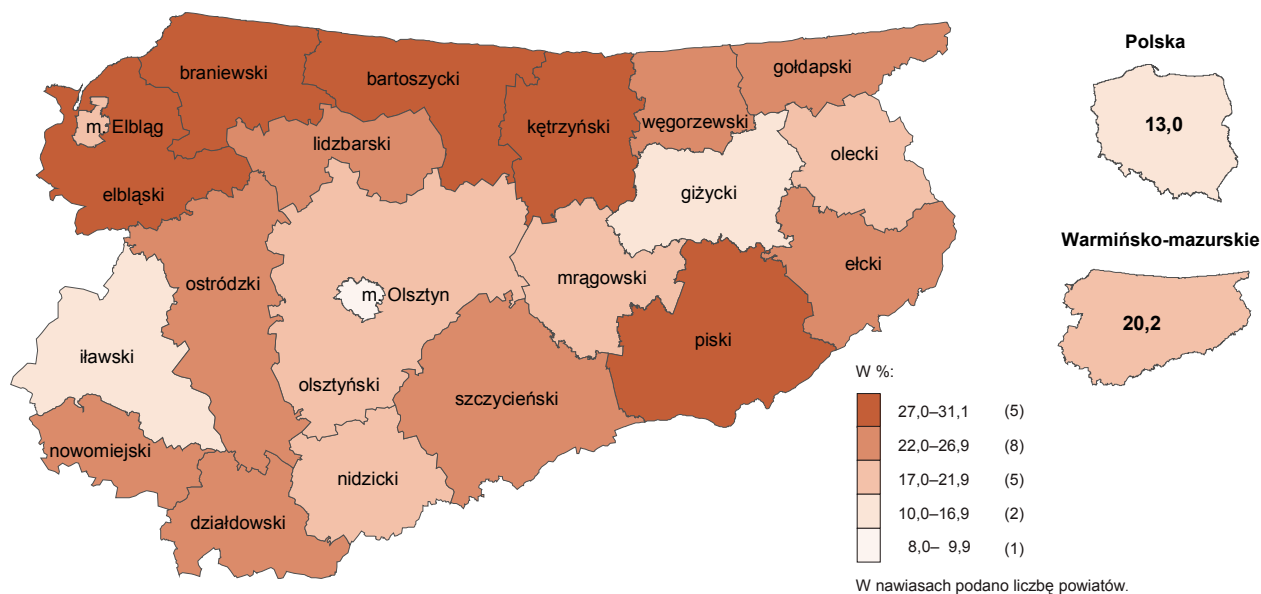 braniewski
bartoszycki
gołdapski
m. Elbląg
kętrzyński
węgorzewski
lidzbarski
olecki
elbląski
giżycki
ełcki
mrągowski
ostródzki
m. Olsztyn
piski
iławski
olsztyński
szczycieński
nowomiejski
nidzicki
działdowski
Polska
13,0
Warmińsko-mazurskie
20,2
W %:
27,0–31,1 (5)
22,0–26,9 (8)
17,0–21,9 (5)
10,0–16,9 (2)
8,0– 9,9 (1)
W nawiasach podano liczbę powiatów.